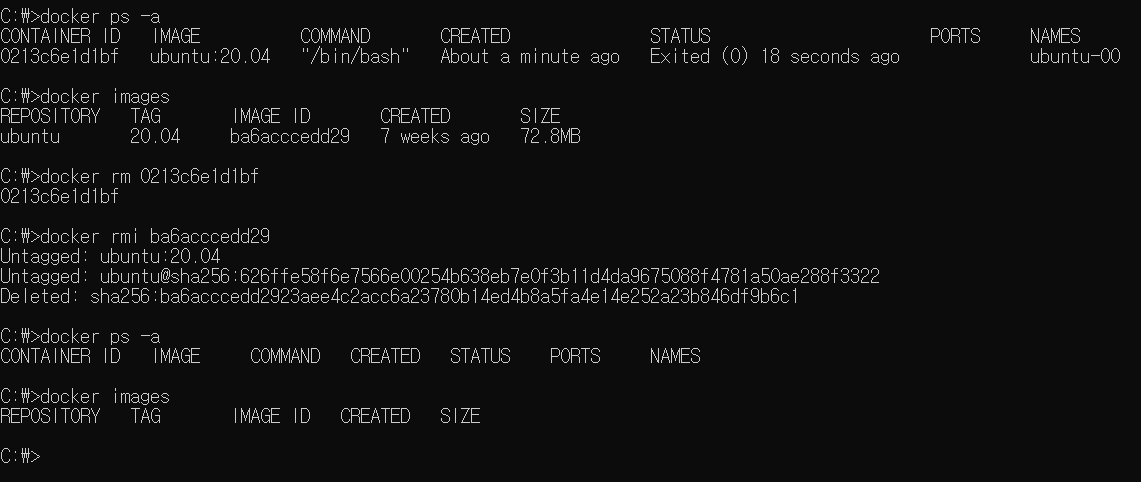 C:\>docker ps -a
CONTAINER ID   IMAGE          COMMAND       CREATED              STATUS                      PORTS     NAMES
0213c6e1d1bf   ubuntu:20.04   "/bin/bash"   About a minute ago   Exited (0) 18 seconds ago             ubuntu-00
C:₩>docker images
REPOSITORY   TAG       IMAGE ID       CREATED       SIZE
ubuntu       20.04     ba6acccedd29   7 weeks ago   72.8MB
C:₩>docker rm 0213c6e1d1bf
0213c6e1d1bf
C:₩>docker rmi ba6acccedd29
Untagged: ubuntu:20.04
Untagged: ubuntu@sha256:626ffe58f6e7566e00254b638eb7e0f3b11d4da9675088f4781a50ae288f3322
Deleted: sha256:ba6acccedd2923aee4c2acc6a23780b14ed4b8a5fa4e14e252a23b846df9b6c1
C:₩>docker ps -a
CONTAINER ID   IMAGE     COMMAND   CREATED   STATUS    PORTS     NAMES
C:₩>docker images
REPOSITORY   TAG       IMAGE ID   CREATED   SIZE
C:₩>